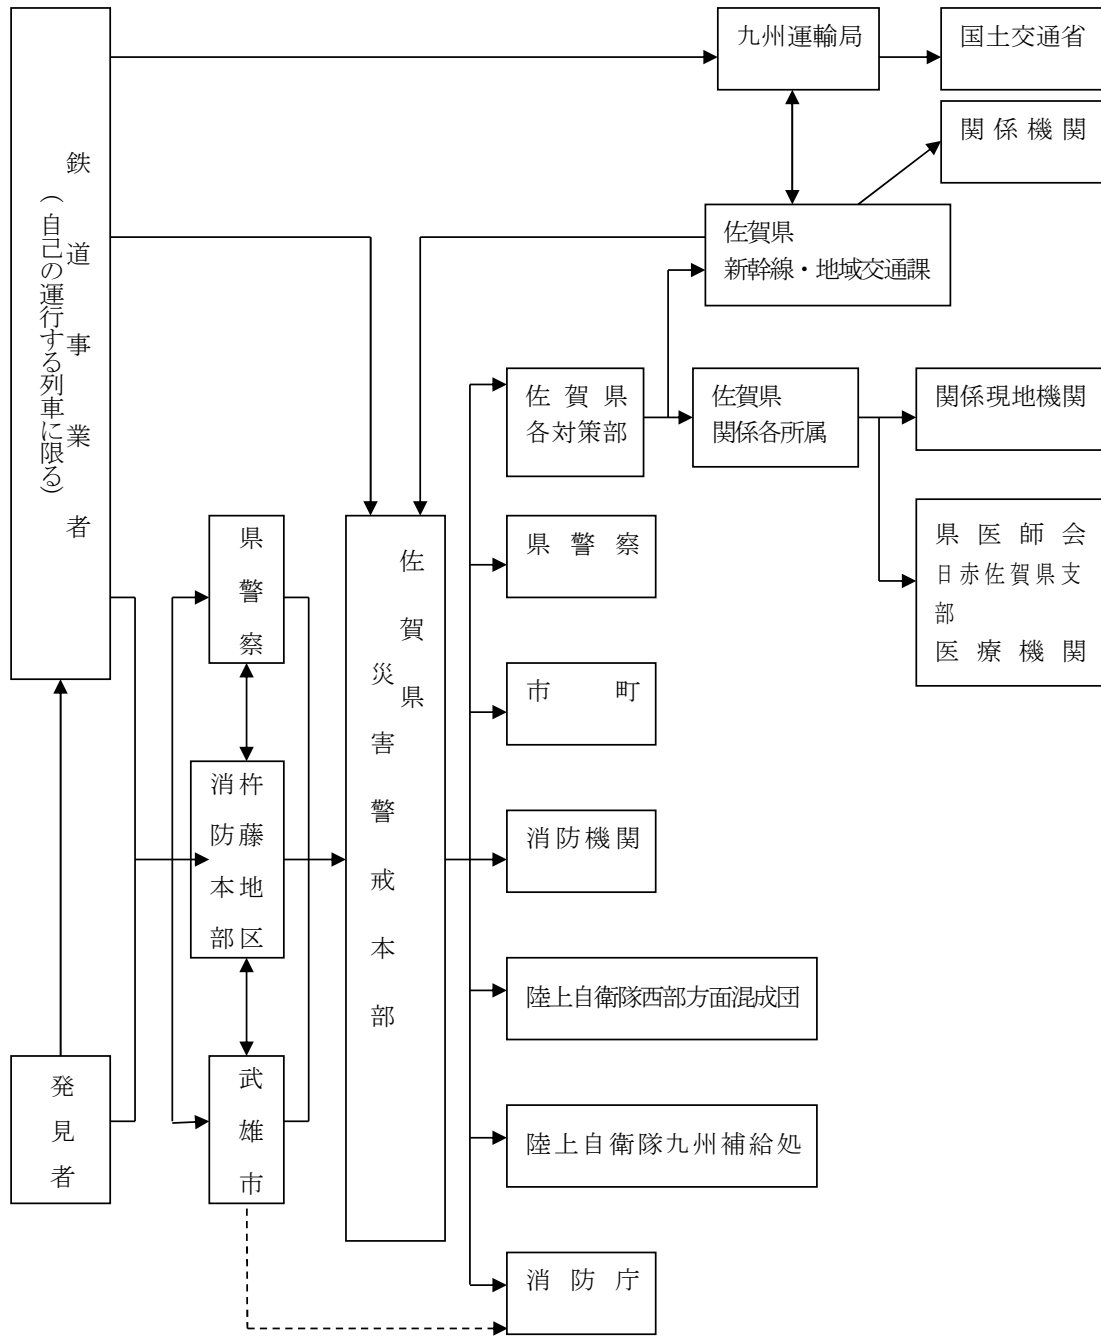 鉄道事業者
(自己の運行する列車に限る)
九州運輸局
国土交通省
関係機関
佐賀県
新幹線・地域交通課
佐賀県
各対策部
佐賀県
関係各所属
関係現地機関
県医師会
日赤佐賀県支
部
医療機関
県警察
杵藤地区
消防本部
武雄市
発見者
佐賀県
災害警戒本部
県警察
市町
消防機関
陸上自衛隊西部方面混成団
陸上自衛隊九州補給処
消防庁